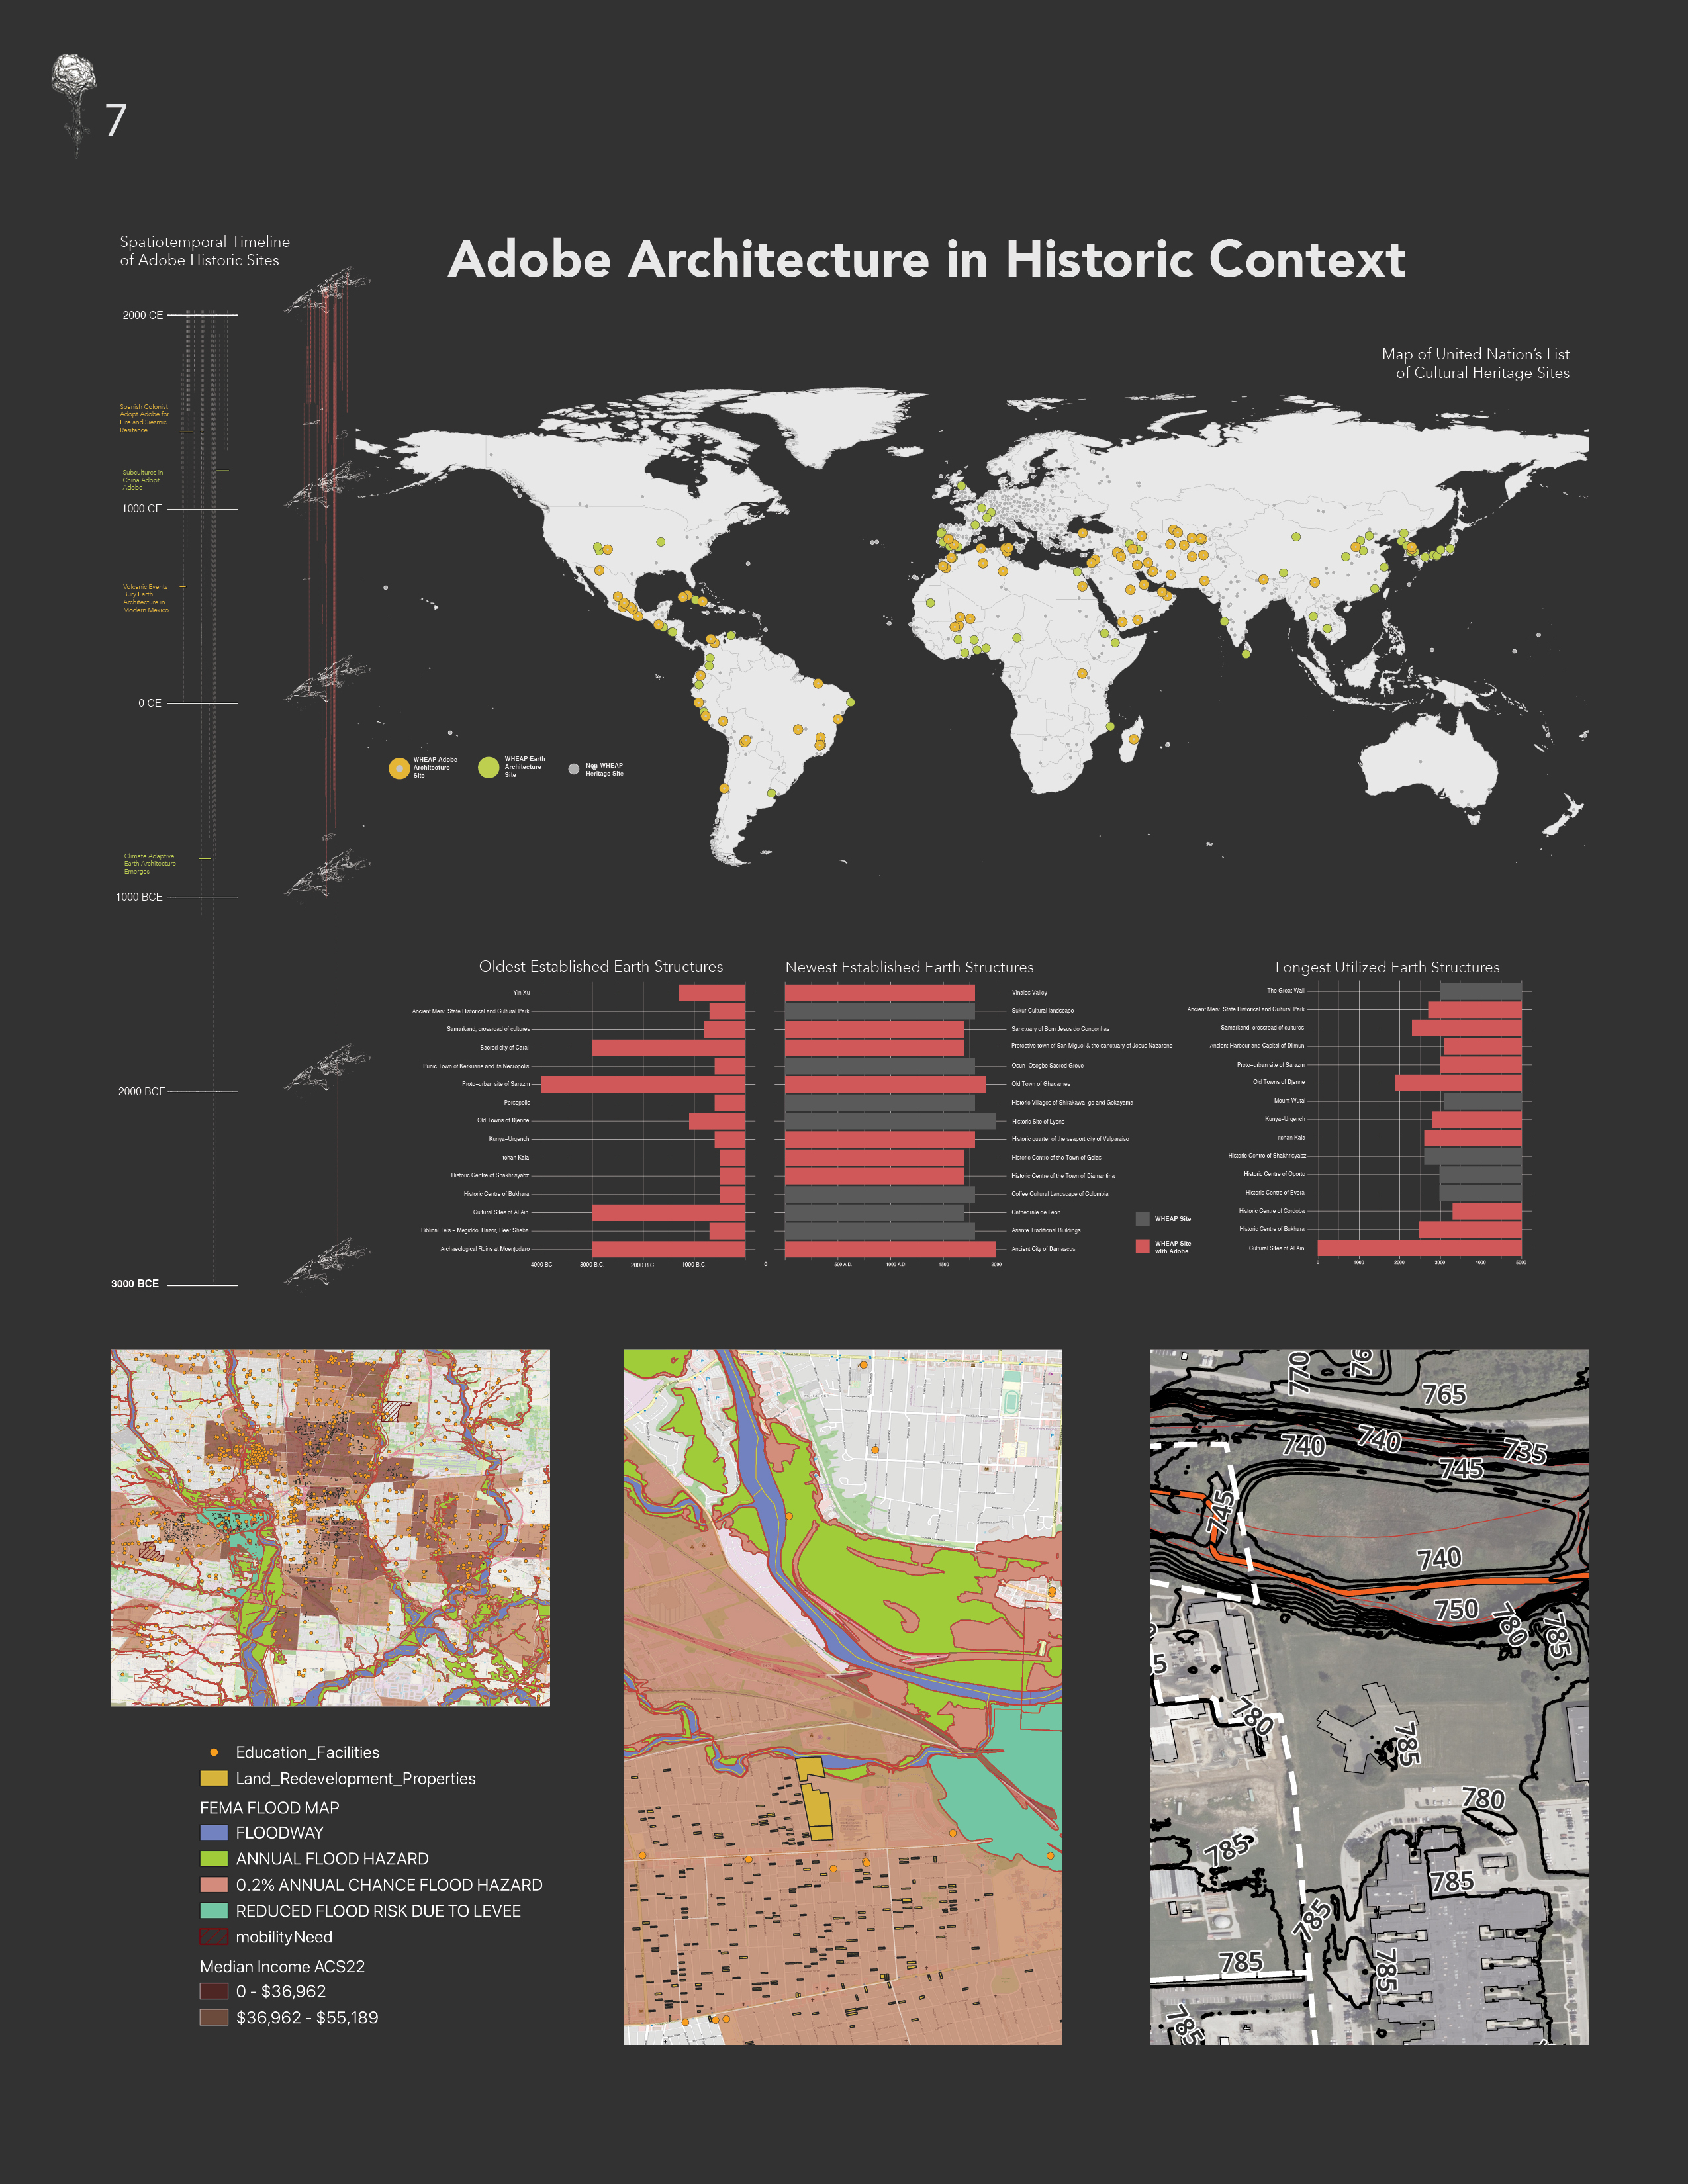 7
Spatiotemporal Timeline
of Adobe Historic Sites
Adobe Architecture in Historic Context
2000 CE
Spanish Colonist
Adopt Adobe for
Fire and Siesmic
Resitance
Subcultures in
China Adopt
Adobe
1000 CE
Volcanic Events
Bury Earth
Architecture in
Modern Mexico
0 CE
Climate Adaptive
Earth Architecture
Emerges
1000 BCE
2000 BCE
3000 BCE
Map of United Nation's List
of Cultural Heritage Sites
WHEAP Adobe
Architecture
Site
WHEAP Earth
Architecture
Site
Non-WHEAP
Heritage Site
Oldest Established Earth Structures
Yin Xu
Ancient Merv. State Historical and Cultural Park
Samarkand, crossroad of cultures
Sacred city of Caral
Punic Town of Kerkuane and its Necropolis
Proto-urban site of Sarazm
Persepolis
Old Towns of Djenne
Kunya-Urgench
Itchan Kala
Historic Centre of Shakhrisyabz
Historic Centre of Bukhara
Cultural Sites of Al Ain
Biblical Tels - Megiddo, Hazor, Beer Sheba
Archaeological Ruins at Moenjodaro
4000 BC
3000 B.C.
2000 B.C.
1000 B.C.
0
Newest Established Earth Structures
Vinales Valley
Sukur Cultural landscape
Sanctuary of Bom Jesus do Congonhas
Protective town of San Miguel & the sanctuary of Jesus Nazareno
Osun-Osogbo Sacred Grove
Old Town of Ghadames
Historic Villages of Shirakawa-go and Gokayama
Historic Site of Lyons
Historic quarter of the seaport city of Valparaiso
Historic Centre of the Town of Goias
Historic Centre of the Town of Diamantina
Coffee Cultural Landscape of Colombia
Cathedrale de Leon
Asante Traditional Buildings
Ancient City of Damascus
500 A.D.
1000 A.D.
1500
2000
WHEAP Site
WHEAP Site
with Adobe
Longest Utilized Earth Structures
The Great Wall
Ancient Merv. State Historical and Cultural Park
Samarkand, crossroad of cultures
Ancient Harbour and Capital of Dilmun
Proto-urban site of Sarazm
Old Towns of Djenne
Mount Wutai
Kunya-Urgench
Itchan Kala
Historic Centre of Shakhrisyabz
Historic Centre of Oporto
Historic Centre of Evora
Historic Centre of Cordoba
Historic Centre of Bukhara
Cultural Sites of Al Ain
0
1000
2000
3000
4000
5000
Education_Facilities
Land_Redevelopment_Properties
FEMA FLOOD MAP
FLOODWAY
ANNUAL FLOOD HAZARD
0.2% ANNUAL CHANCE FLOOD HAZARD
REDUCED FLOOD RISK DUE TO LEVEE
mobilityNeed
Median Income ACS22
0 - $36,962
$36,962 - $55,189
770
765
740
740
735
745
745
740
750
780
785
780
785
780
785
785
785
785
785
785